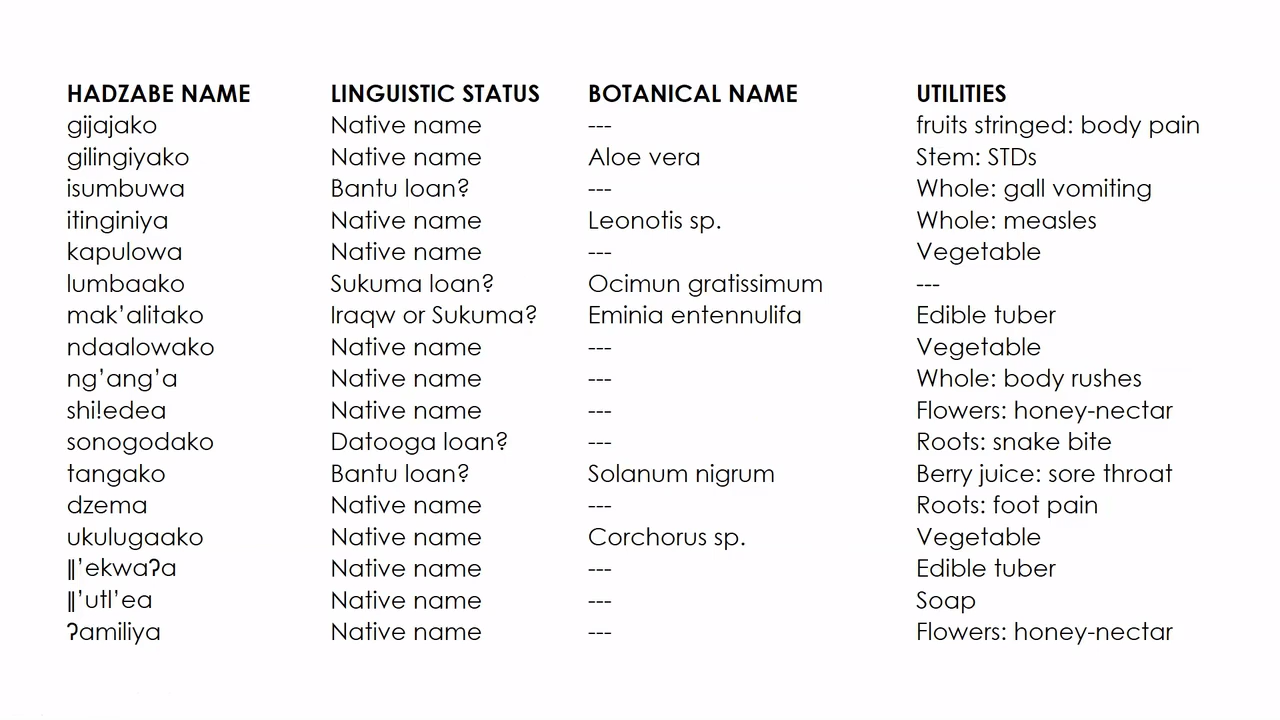 HADZABE NAME LINGUISTIC STATUS BOTANICAL NAME UTILITIES
gijajako Native name --- fruits stringed: body pain
gilingiyako Native name Aloe vera Stem: STDs
isumbuwa Bantu loan? --- Whole: gall vomiting
itinginiya Native name Leonotis sp. Whole: measles
kapulowa Native name --- Vegetable
lumbaako Sukuma loan? Ocimun gratissimum ---
mak’alitako Iraqw or Sukuma? Eminia entennulifa Edible tuber
ndaalowako Native name --- Vegetable
ng’ang’a Native name --- Whole: body rushes
shi!edea Native name --- Flowers: honey-nectar
sonogodako Datooga loan? --- Roots: snake bite
tangako Bantu loan? Solanum nigrum Berry juice: sore throat
dzema Native name --- Roots: foot pain
ukulugaako Native name Corchorus sp. Vegetable
ǁ’ekwaʔa Native name --- Edible tuber
ǁ’utl’ea Native name --- Soap
ʔamiliya Native name --- Flowers: honey-nectar